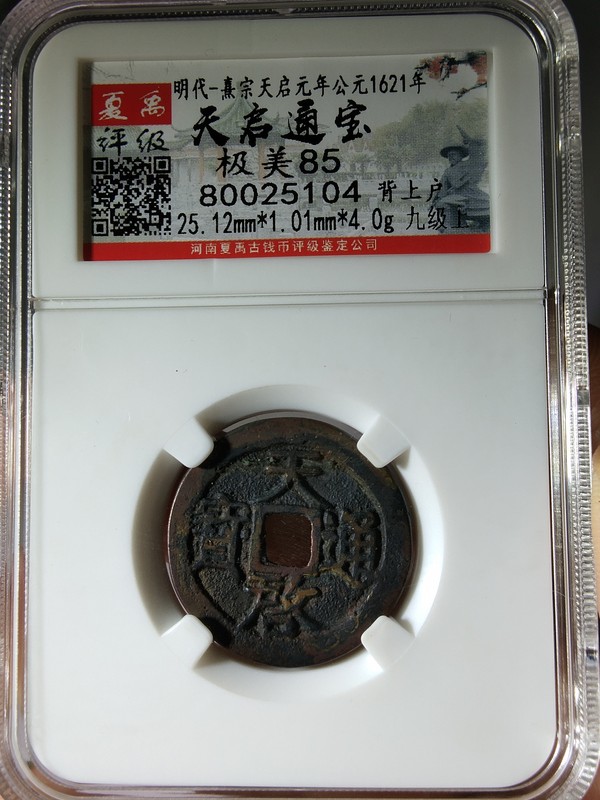 夏禹
评级
明代-熹宗天启元年公元1621年
天启通宝
极美85
80025104 背上户
25.12mm*1.01mm*4.0g 九级上
河南夏禹古钱币评级鉴定公司
天
寶 通
啓